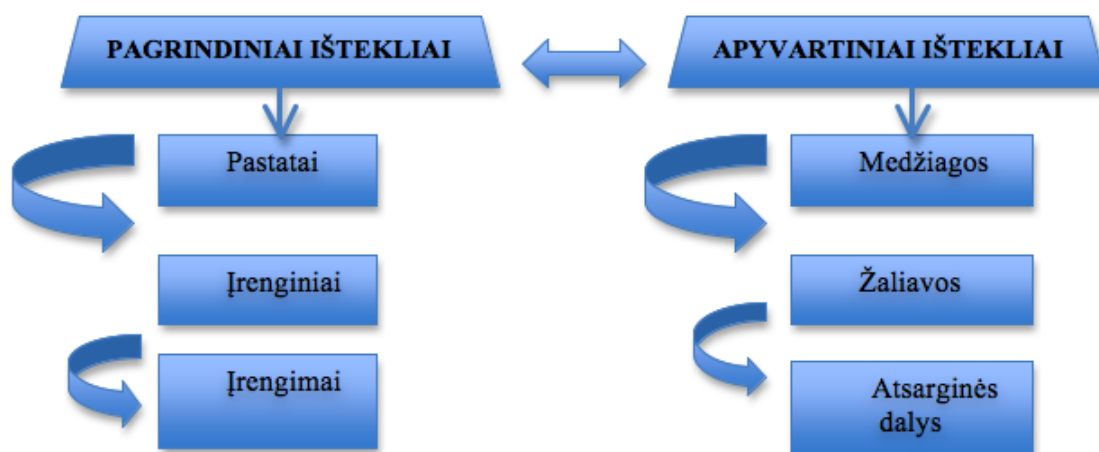 PAGRINDINIAI IŠTEKLIAI
Pastatai
Įrenginiai
Įrengimai
APYVARTINIAI IŠTEKLIAI
Medžiagos
Žaliavos
Atsarginės
dalys